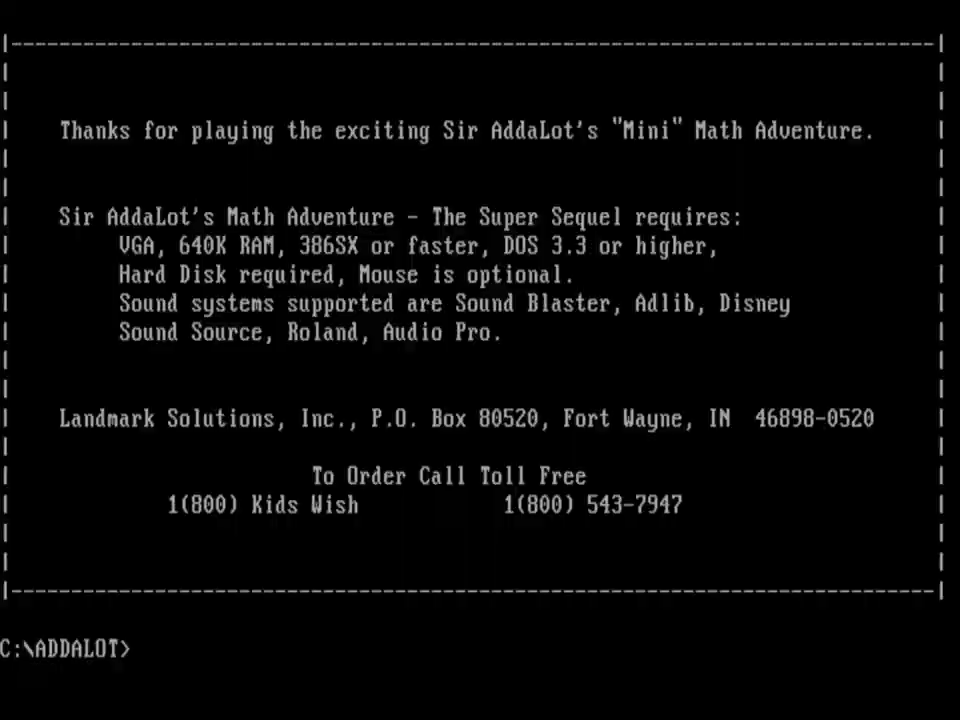 Thanks for playing the exciting Sir AddaLot's "Mini" Math Adventure.
Sir AddaLot's Math Adventure - The Super Sequel requires:
VGA, 640K RAM, 386SX or faster, DOS 3.3 or higher,
Hard Disk required, Mouse is optional.
Sound systems supported are Sound Blaster, Adlib, Disney
Sound Source, Roland, Audio Pro.
Landmark Solutions, Inc., P.O. Box 80520, Fort Wayne, IN  46898-0520
To Order Call Toll Free
1(800) Kids Wish            1(800) 543-7947
C:\ADDALOT>